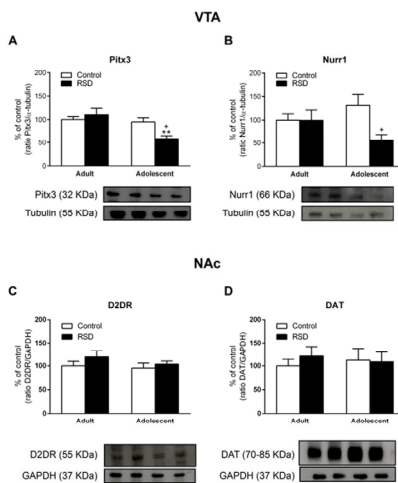 VTA
A
B
Pitx3
Nurr1
% of control
(ratio Pitx3/α-tubulin)
200
150
100
50
0
Control
RSD
+
**
Adult
Adolescent
% of control
(ratio Nurr1/α-tubulin)
200
150
100
50
0
Control
RSD
+
Adult
Adolescent
Pitx3 (32 KDa)
Tubulin (55 KDa)
Nurr1 (66 KDa)
Tubulin (55 KDa)
NAc
C
D
D2DR
DAT
% of control
(ratio D2DR/GAPDH)
200
150
100
50
0
Control
RSD
Adult
Adolescent
% of control
(ratio DAT/GAPDH)
200
150
100
50
0
Control
RSD
Adult
Adolescent
D2DR (55 KDa)
GAPDH (37 KDa)
DAT (70-85 KDa)
GAPDH (37 KDa)